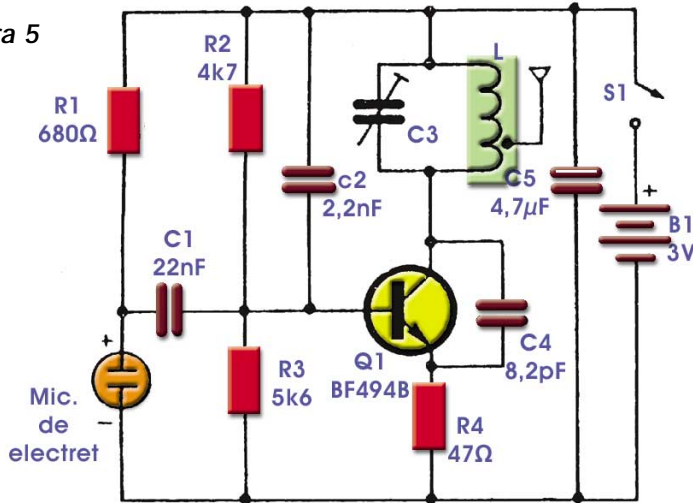 ra 5
R2
4k7
L
S1
R1
680Ω
C3
c2
2,2nF
C5
4,7µF
+
B1
3V
C1
22nF
+
Q1
BF494B
C4
8,2pF
R3
5k6
Mic.
de
electret
–
R4
47Ω